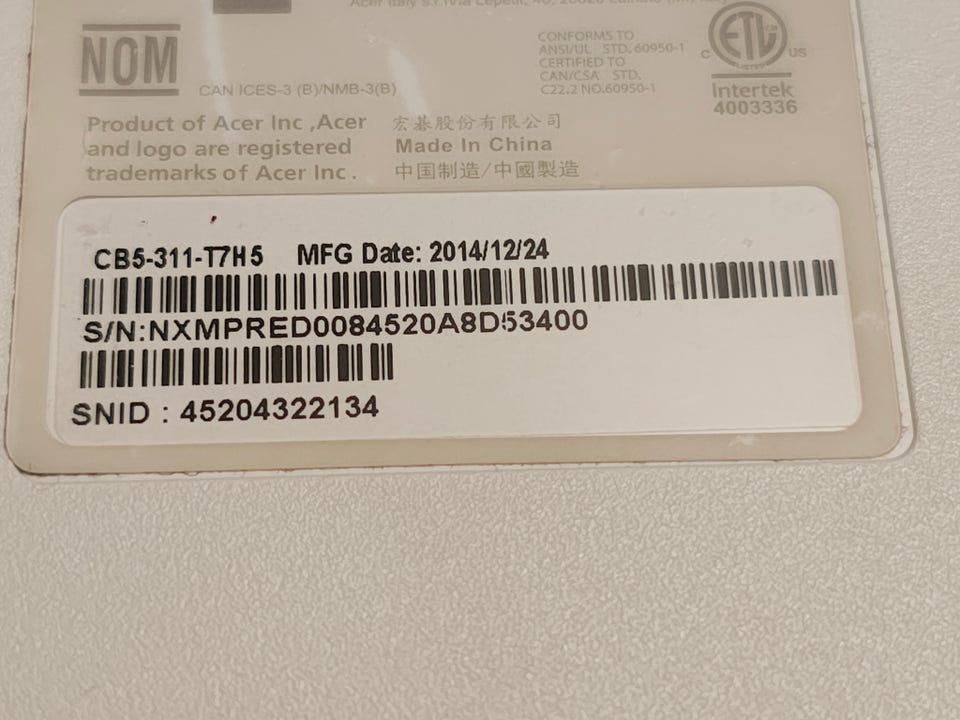 NOM
CAN ICES-3 (B)/NMB-3(B)
CONFORMS TO
ANSI/UL STD. 60950-1
CERTIFIED TO
CAN/CSA STD.
C22.2 NO.60950-1
ETL
LISTED
C US
Intertek
4003336
Product of Acer Inc ,Acer
and logo are registered
trademarks of Acer Inc .
宏碁股份有限公司
Made In China
中国制造/中國製造
CB5-311-T7H5 MFG Date: 2014/12/24
S/N:NXMPRED0084520A8D53400
SNID : 45204322134